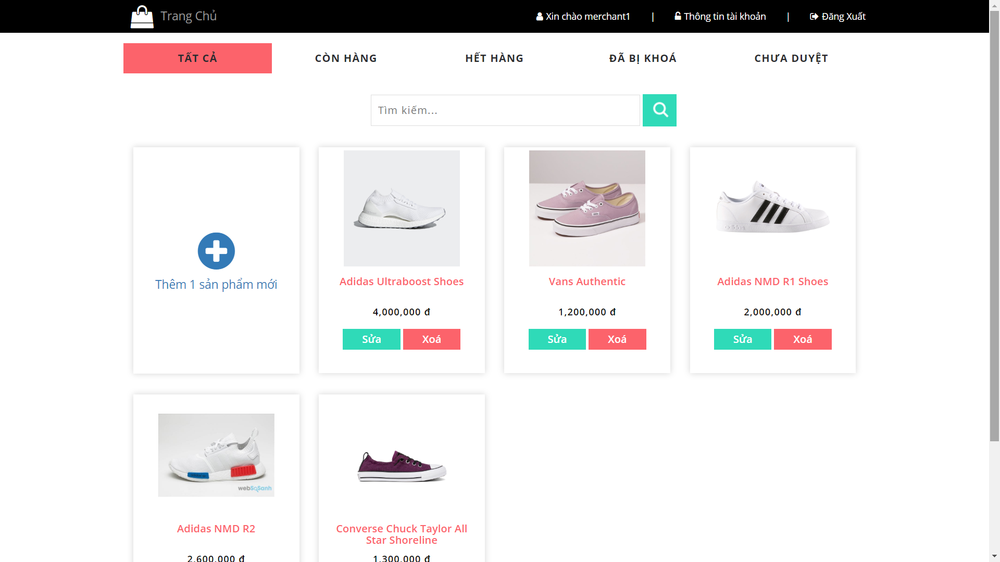 Trang Chủ
Xin chào merchant1 | Thông tin tài khoản | Đăng Xuất
TẤT CẢ CÒN HÀNG HẾT HÀNG ĐÃ BỊ KHOÁ CHƯA DUYỆT
Tìm kiếm...
Thêm 1 sản phẩm mới
Adidas Ultraboost Shoes
4,000,000 đ
Sửa Xoá
Vans Authentic
1,200,000 đ
Sửa Xoá
adidas
Adidas NMD R1 Shoes
2,000,000 đ
Sửa Xoá
webSoSanh
Adidas NMD R2
2,600,000 đ
Converse Chuck Taylor All
Star Shoreline
1,300,000 đ